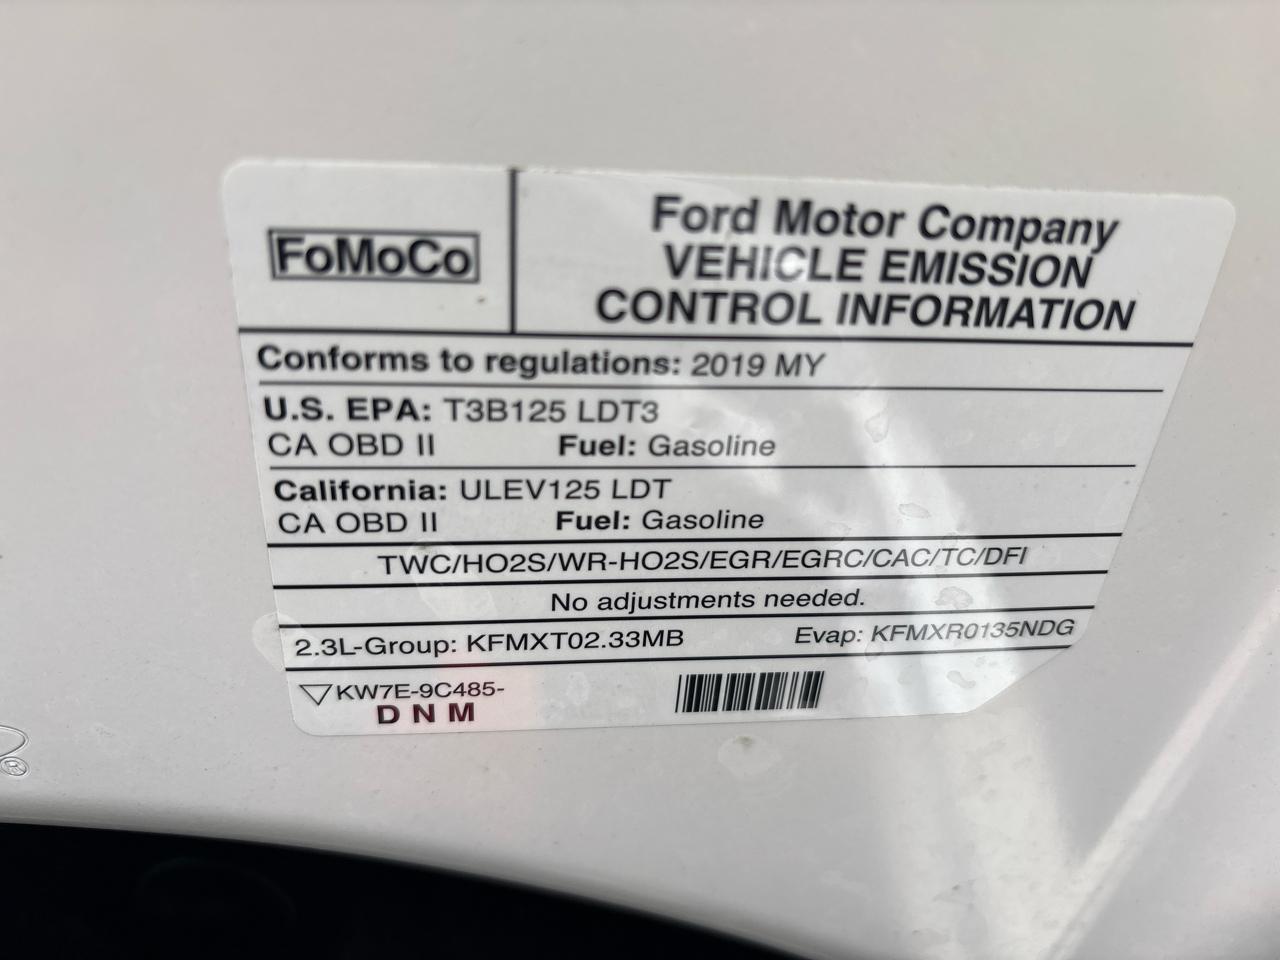 FoMoCo
Ford Motor Company
VEHICLE EMISSION
CONTROL INFORMATION
Conforms to regulations: 2019 MY
U.S. EPA: T3B125 LDT3
CA OBD II Fuel: Gasoline
California: ULEV125 LDT
CA OBD II Fuel: Gasoline
TWC/HO2S/WR-HO2S/EGR/EGRC/CAC/TC/DFI
No adjustments needed.
2.3L-Group: KFMXT02.33MB Evap: KFMXR0135NDG
KW7E-9C485-
DNM
®